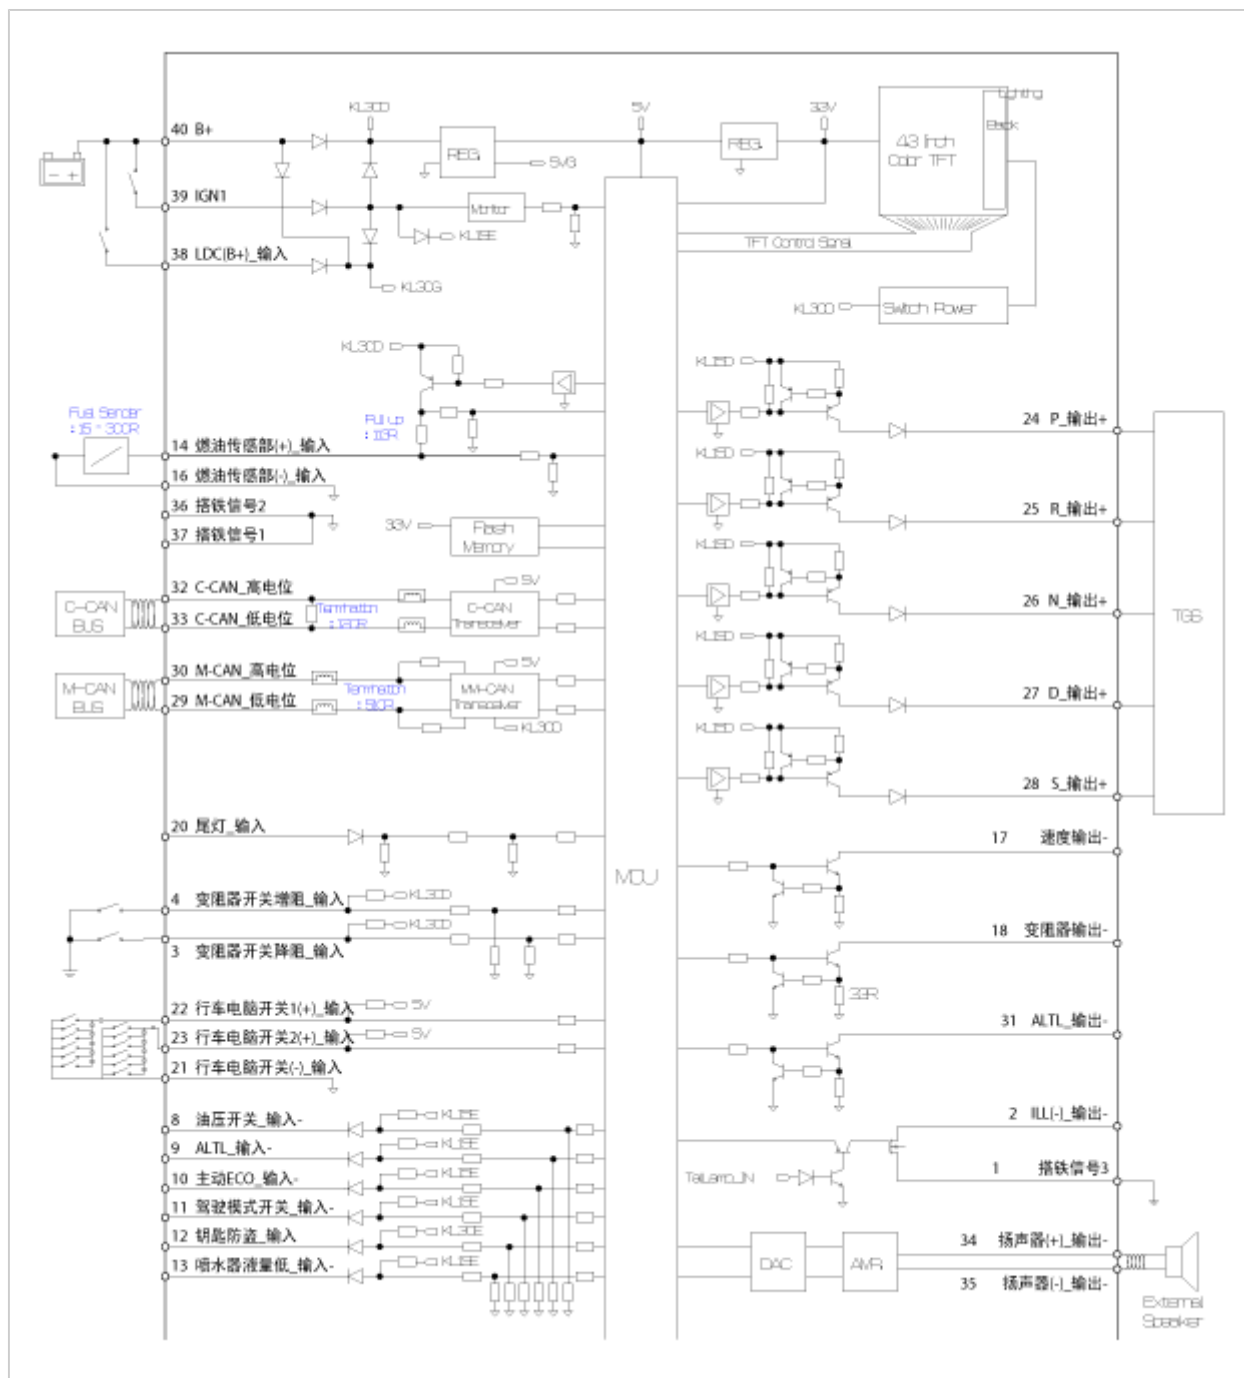 KL30D
5V
3.3V
Lighting
Back
40 B+
REG.
5V3
REG.
4.3 Inch
Color TFT
39 IGN1
Monitor
KL15E
TFT Control Signal
38 LDC(B+)_输入
KL30G
KL30D
Switch Power
KL30D
KL15D
Fuel Sender
: 15 ~ 300R
Pull up
: 113R
24 P_输出+
14 燃油传感部(+)_输入
KL15D
16 燃油传感部(-)_输入
36 搭铁信号2
25 R_输出+
37 搭铁信号1
3.3V
Flash
Memory
KL15D
32 C-CAN_高电位
5V
C-CAN
BUS
Termination
: 120R
C-CAN
Transceiver
26 N_输出+
TGS
33 C-CAN_低电位
KL15D
30 M-CAN_高电位
5V
M-CAN
BUS
Termination
: 510R
MM-CAN
Transceiver
27 D_输出+
29 M-CAN_低电位
KL30D
KL15D
28 S_输出+
20 尾灯_输入
17 速度输出-
MCU
4 变阻器开关增阻_输入
KL30D
KL30D
18 变阻器输出-
3 变阻器开关降阻_输入
33R
22 行车电脑开关1(+)_输入
5V
31 ALTL_输出-
23 行车电脑开关2(+)_输入
5V
21 行车电脑开关(-)_输入
8 油压开关_输入-
KL15E
2 ILL(-)_输出-
9 ALTL_输入-
KL15E
10 主动ECO_输入-
KL15E
TailLamp_IN
1 搭铁信号3
11 驾驶模式开关_输入-
KL15E
12 钥匙防盗_输入
KL30E
34 扬声器(+)_输出-
13 喷水器液量低_输入-
KL15E
DAC
AMP.
35 扬声器(-)_输出-
External
Speaker